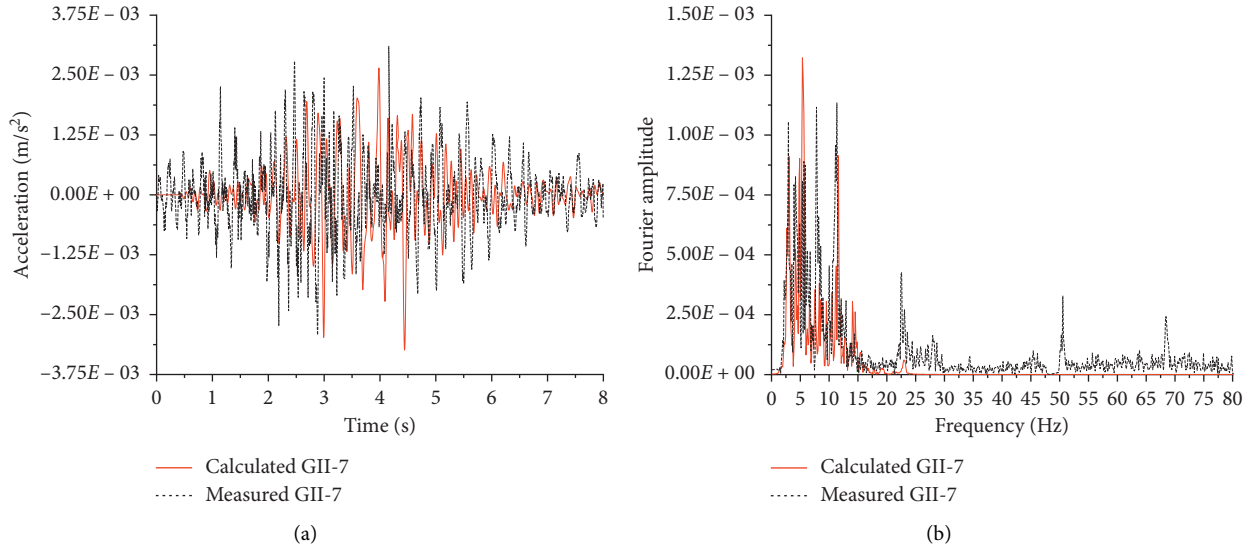 3.75E – 03
2.50E – 03
1.25E – 03
0.00E + 00
–1.25E – 03
–2.50E – 03
–3.75E – 03
Acceleration (m/s²)
0 1 2 3 4 5 6 7 8
Time (s)
Calculated GII-7
Measured GII-7
(a)
1.50E – 03
1.25E – 03
1.00E – 03
7.50E – 04
5.00E – 04
2.50E – 04
0.00E + 00
Fourier amplitude
0 5 10 15 20 25 30 35 40 45 50 55 60 65 70 75 80
Frequency (Hz)
Calculated GII-7
Measured GII-7
(b)